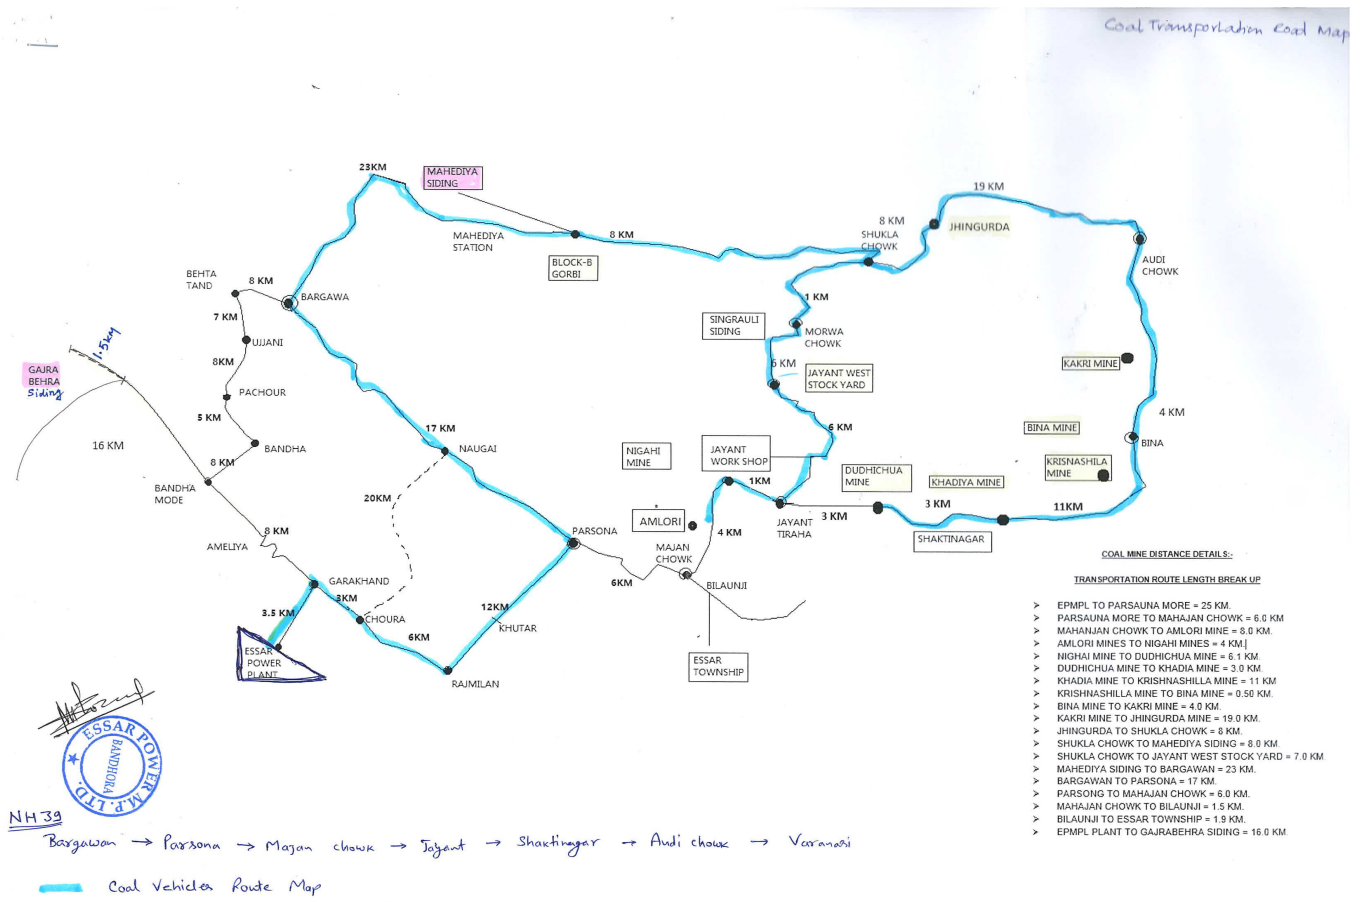 Coal Transportation Road Map
23KM
MAHEDIYA
SIDING
19 KM
8 KM
SHUKLA
CHOWK
JHINGURDA
MAHEDIYA
STATION
8 KM
BLOCK-B
GORBI
AUDI
CHOWK
BEHTA
TAND
8 KM
BARGAWA
1 KM
7 KM
SINGRAULI
SIDING
MORWA
CHOWK
1.5KM
UJJANI
8KM
6 KM
KAKRI MINE
GAJRA
BEHRA
Siding
JAYANT WEST
STOCK YARD
PACHOUR
5 KM
4 KM
16 KM
17 KM
6 KM
BINA MINE
BANDHA
NAUGAI
NIGAHI
MINE
JAYANT
WORK SHOP
BINA
8 KM
DUDHICHUA
MINE
KRISNASHILA
MINE
BANDHA
MODE
1KM
KHADIYA MINE
20KM
3 KM
11KM
AMLORI
JAYANT
TIRAHA
3 KM
8 KM
PARSONA
4 KM
SHAKTINAGAR
AMELIYA
MAJAN
CHOWK
GARAKHAND
6KM
BILAUNJI
3KM
3.5 KM
12KM
CHOURA
KHUTAR
6KM
ESSAR
POWER
PLANT
RAJMILAN
ESSAR
TOWNSHIP
COAL MINE DISTANCE DETAILS:-
TRANSPORTATION ROUTE LENGTH BREAK UP
EPMPL TO PARSAUNA MORE = 25 KM.
PARSAUNA MORE TO MAHAJAN CHOWK = 6.0 KM
MAHANJAN CHOWK TO AMLORI MINE = 8.0 KM.
AMLORI MINES TO NIGAHI MINES = 4 KM.
NIGHAI MINE TO DUDHICHUA MINE = 6.1 KM.
DUDHICHUA MINE TO KHADIA MINE = 3.0 KM.
KHADIA MINE TO KRISHNASHILLA MINE = 11 KM
KRISHNASHILLA MINE TO BINA MINE = 0.50 KM.
BINA MINE TO KAKRI MINE = 4.0 KM.
KAKRI MINE TO JHINGURDA MINE = 19.0 KM.
JHINGURDA TO SHUKLA CHOWK = 8 KM.
SHUKLA CHOWK TO MAHEDIYA SIDING = 8.0 KM.
SHUKLA CHOWK TO JAYANT WEST STOCK YARD = 7.0 KM
MAHEDIYA SIDING TO BARGAWAN = 23 KM.
BARGAWAN TO PARSONA = 17 KM.
PARSONG TO MAHAJAN CHOWK = 6.0 KM.
MAHAJAN CHOWK TO BILAUNJI = 1.5 KM.
BILAUNJI TO ESSAR TOWNSHIP = 1.9 KM.
EPMPL PLANT TO GAJRABEHRA SIDING = 16.0 KM.
ESSAR POWER M.P. LTD.
BANDHORA
NH 39
Bargawan → Parsona → Majan chowk → Jayant → Shaktinagar → Audi chowk → Varanasi
Coal Vehicles Route Map